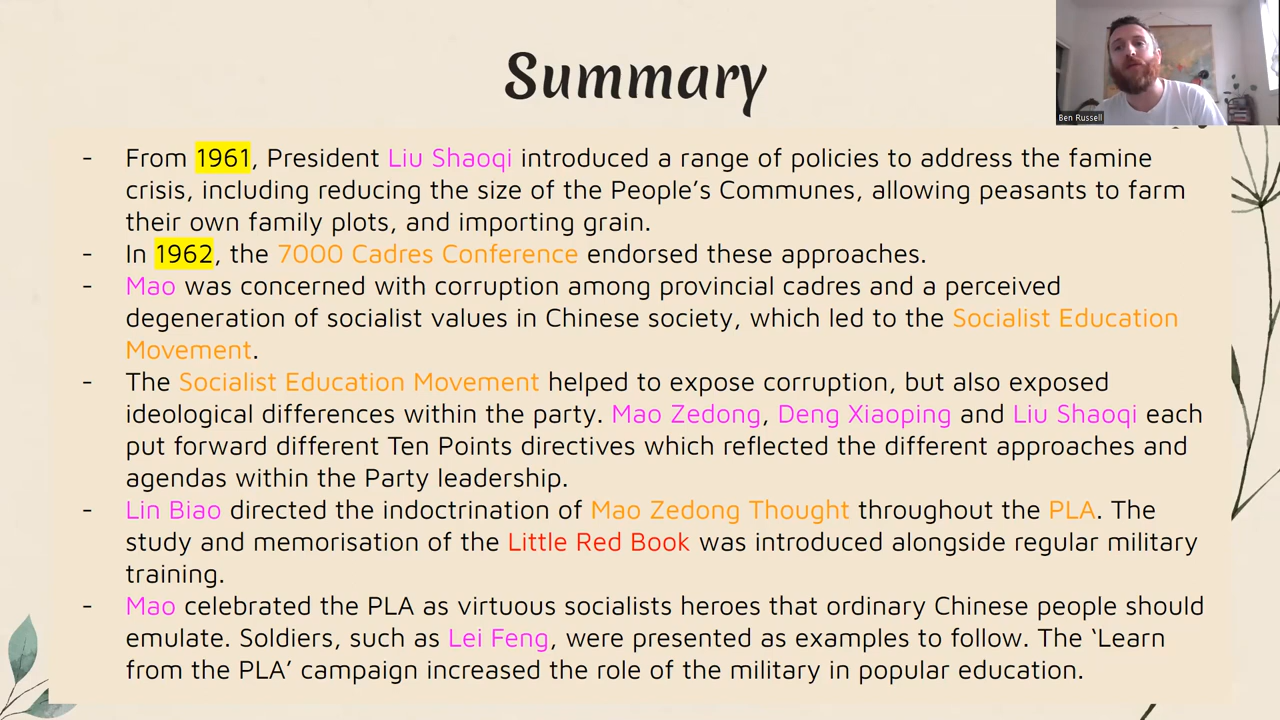 Summary
Ben Russell
- From 1961, President Liu Shaoqi introduced a range of policies to address the famine
crisis, including reducing the size of the People’s Communes, allowing peasants to farm
their own family plots, and importing grain.
- In 1962, the 7000 Cadres Conference endorsed these approaches.
- Mao was concerned with corruption among provincial cadres and a perceived
degeneration of socialist values in Chinese society, which led to the Socialist Education
Movement.
- The Socialist Education Movement helped to expose corruption, but also exposed
ideological differences within the party. Mao Zedong, Deng Xiaoping and Liu Shaoqi each
put forward different Ten Points directives which reflected the different approaches and
agendas within the Party leadership.
- Lin Biao directed the indoctrination of Mao Zedong Thought throughout the PLA. The
study and memorisation of the Little Red Book was introduced alongside regular military
training.
- Mao celebrated the PLA as virtuous socialists heroes that ordinary Chinese people should
emulate. Soldiers, such as Lei Feng, were presented as examples to follow. The ‘Learn
from the PLA’ campaign increased the role of the military in popular education.